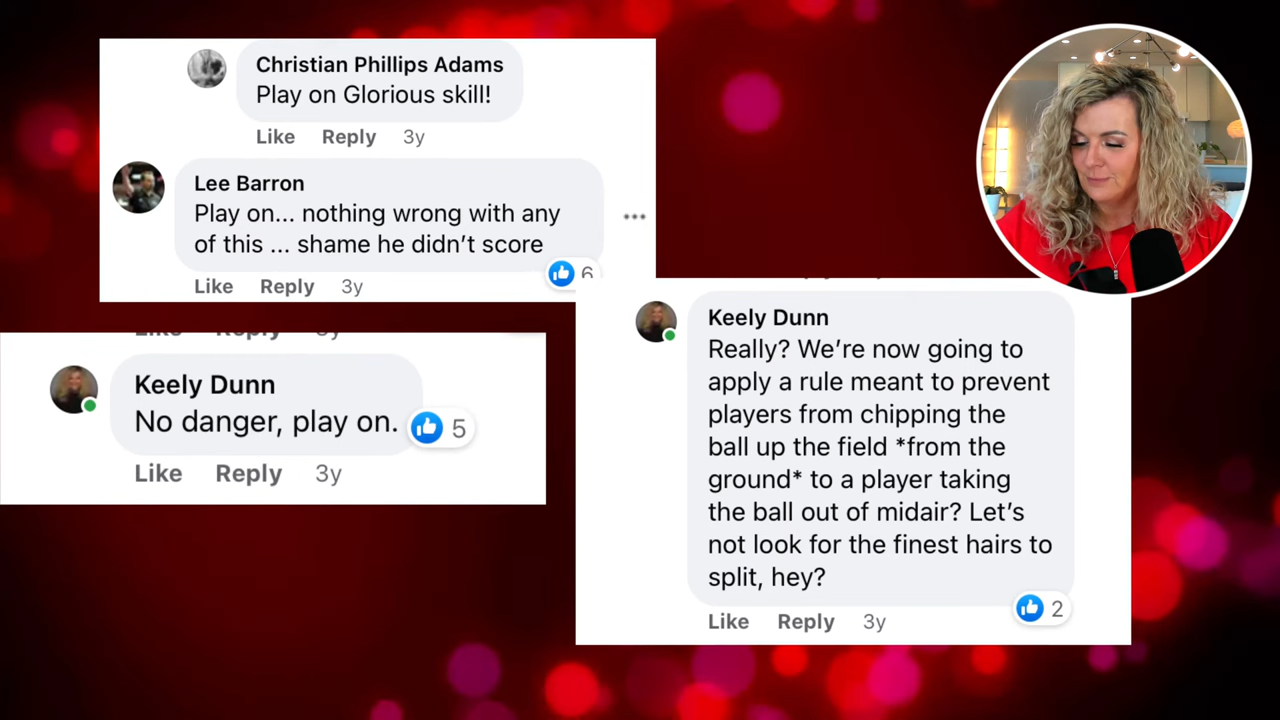 Christian Phillips Adams
Play on Glorious skill!
Like Reply 3y
Lee Barron
Play on... nothing wrong with any
of this ... shame he didn't score
6
Like Reply 3y
Like Reply 3y
Keely Dunn
No danger, play on.
5
Like Reply 3y
Keely Dunn
Really? We're now going to
apply a rule meant to prevent
players from chipping the
ball up the field *from the
ground* to a player taking
the ball out of midair? Let's
not look for the finest hairs to
split, hey?
2
Like Reply 3y